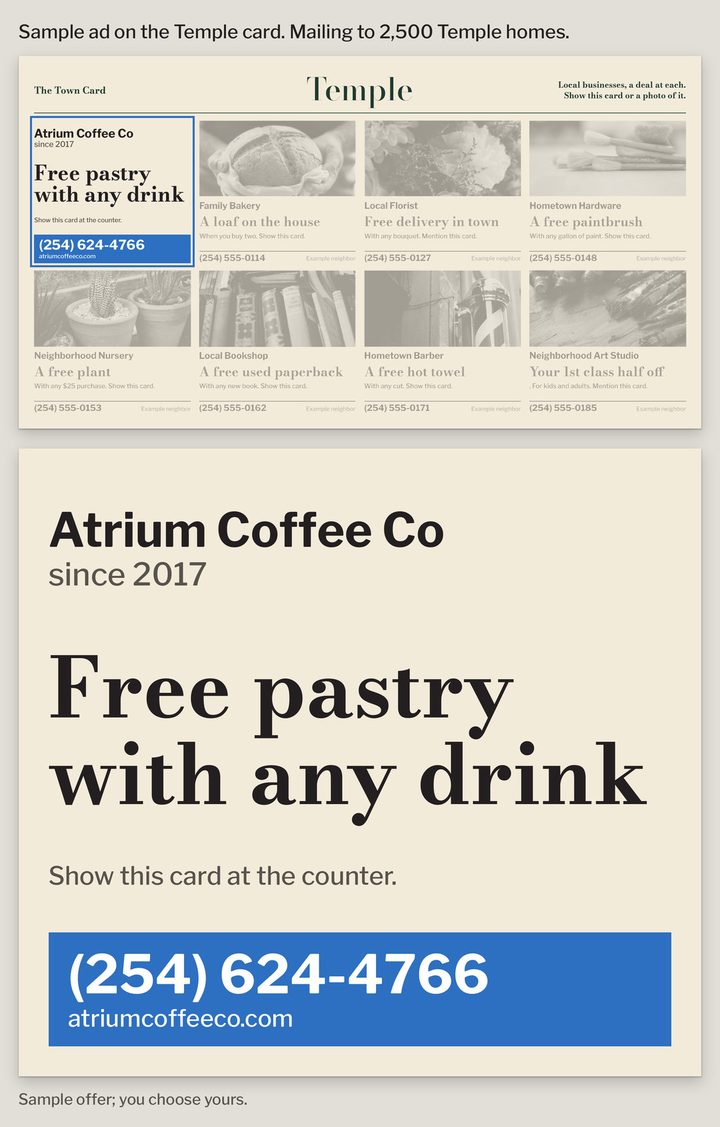 Sample ad on the Temple card. Mailing to 2,500 Temple homes.
The Town Card
Temple
Local businesses, a deal at each.
Show this card or a photo of it.
Atrium Coffee Co
since 2017
Free pastry
with any drink
Show this card at the counter.
(254) 624-4766
atriumcoffeeco.com
Family Bakery
A loaf on the house
When you buy two. Show this card.
(254) 555-0114
Example neighbor
Local Florist
Free delivery in town
With any bouquet. Mention this card.
(254) 555-0127
Example neighbor
Hometown Hardware
A free paintbrush
With any gallon of paint. Show this card.
(254) 555-0148
Example neighbor
Neighborhood Nursery
A free plant
With any $25 purchase. Show this card.
(254) 555-0153
Example neighbor
Local Bookshop
A free used paperback
With any new book. Show this card.
(254) 555-0162
Example neighbor
Hometown Barber
A free hot towel
With any cut. Show this card.
(254) 555-0171
Example neighbor
Neighborhood Art Studio
Your 1st class half off
For kids and adults. Mention this card.
(254) 555-0185
Example neighbor
Atrium Coffee Co
since 2017
Free pastry
with any drink
Show this card at the counter.
(254) 624-4766
atriumcoffeeco.com
Sample offer; you choose yours.